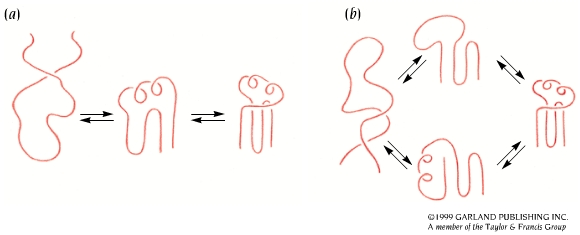 (a)
(b)
©1999 GARLAND PUBLISHING INC.
A member of the Taylor & Francis Group